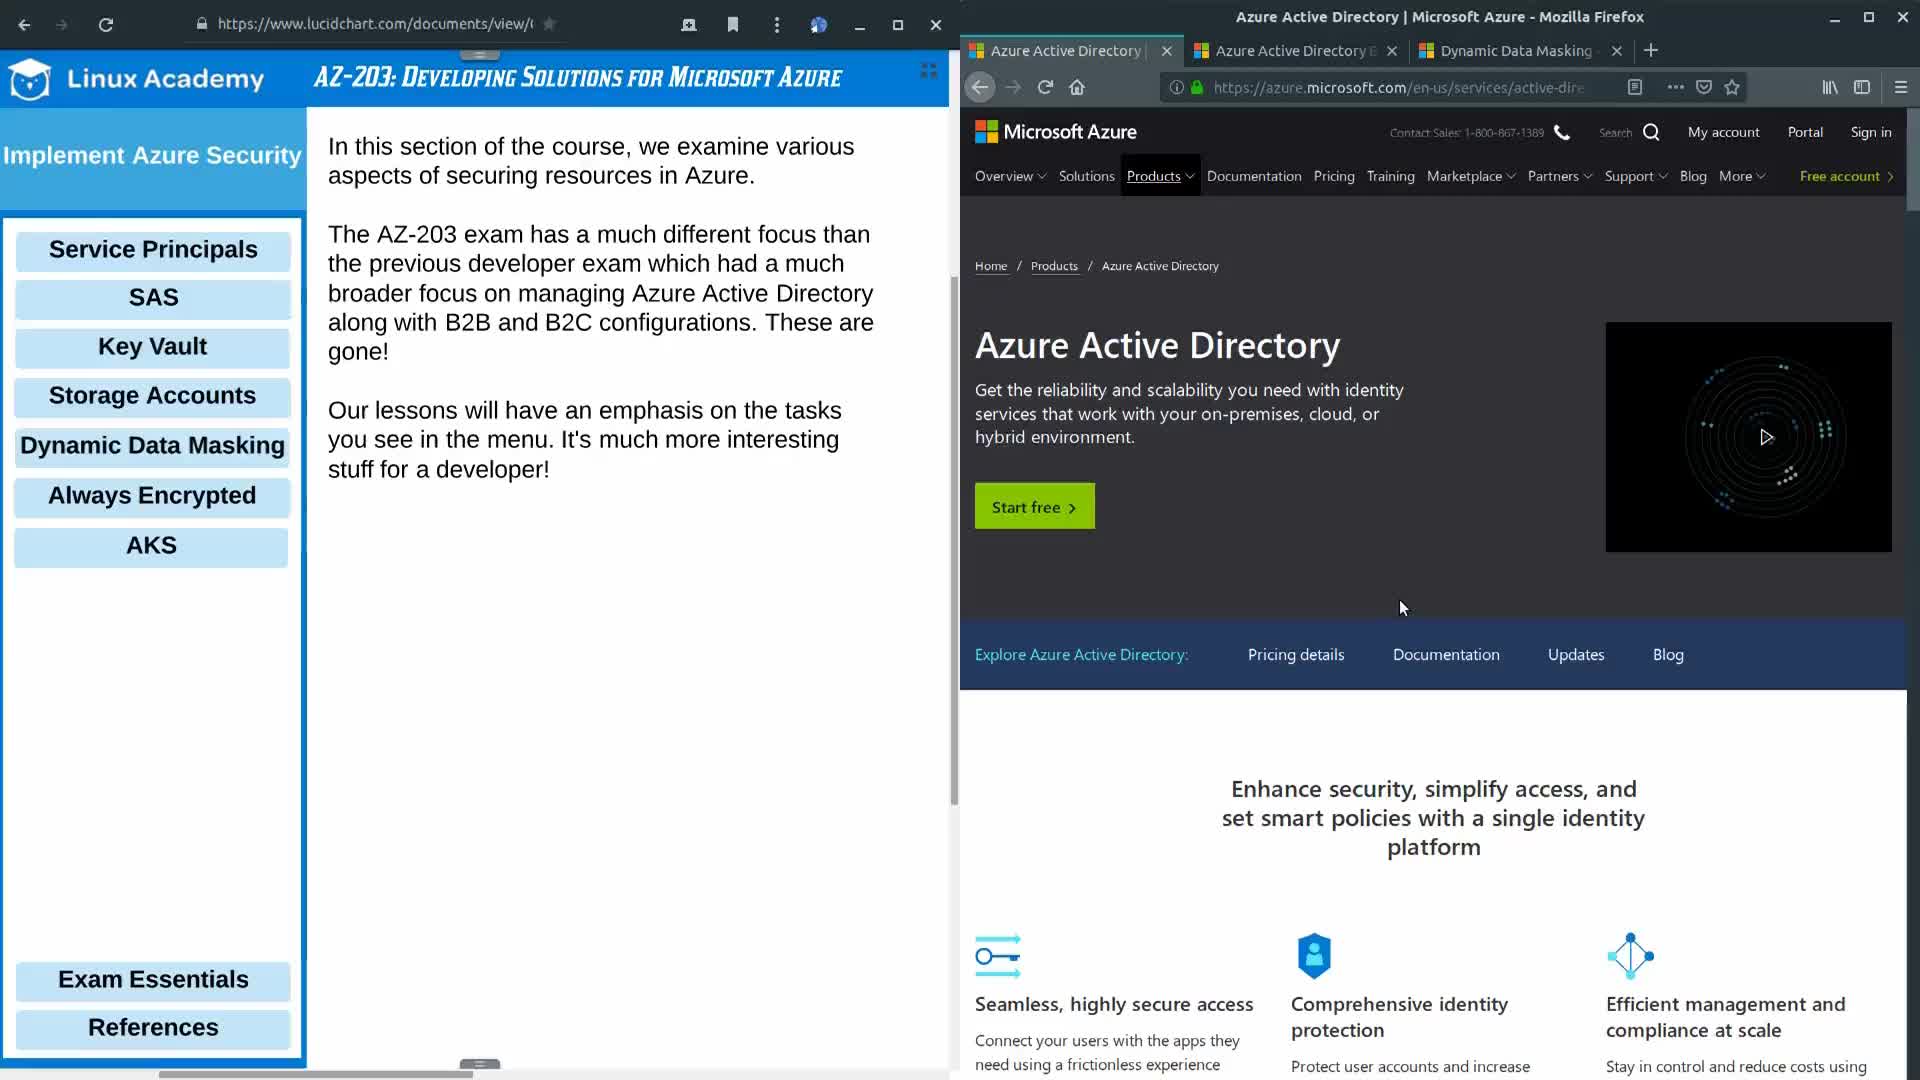 https://www.lucidchart.com/documents/view/
Linux Academy
AZ-203: Developing Solutions for Microsoft Azure
Implement Azure Security
Service Principals
SAS
Key Vault
Storage Accounts
Dynamic Data Masking
Always Encrypted
AKS
Exam Essentials
References
In this section of the course, we examine various
aspects of securing resources in Azure.
The AZ-203 exam has a much different focus than
the previous developer exam which had a much
broader focus on managing Azure Active Directory
along with B2B and B2C configurations. These are
gone!
Our lessons will have an emphasis on the tasks
you see in the menu. It's much more interesting
stuff for a developer!
Azure Active Directory | Microsoft Azure - Mozilla Firefox
Azure Active Directory
Azure Active Directory
Dynamic Data Masking
https://azure.microsoft.com/en-us/services/active-dire
Microsoft Azure
Contact Sales: 1-800-867-1389
Search
My account
Portal
Sign in
Overview
Solutions
Products
Documentation
Pricing
Training
Marketplace
Partners
Support
Blog
More
Free account
Home / Products / Azure Active Directory
Azure Active Directory
Get the reliability and scalability you need with identity
services that work with your on-premises, cloud, or
hybrid environment.
Start free
Explore Azure Active Directory:
Pricing details
Documentation
Updates
Blog
Enhance security, simplify access, and
set smart policies with a single identity
platform
Seamless, highly secure access
Connect your users with the apps they
need using a frictionless experience
Comprehensive identity
protection
Protect user accounts and increase
Efficient management and
compliance at scale
Stay in control and reduce costs using